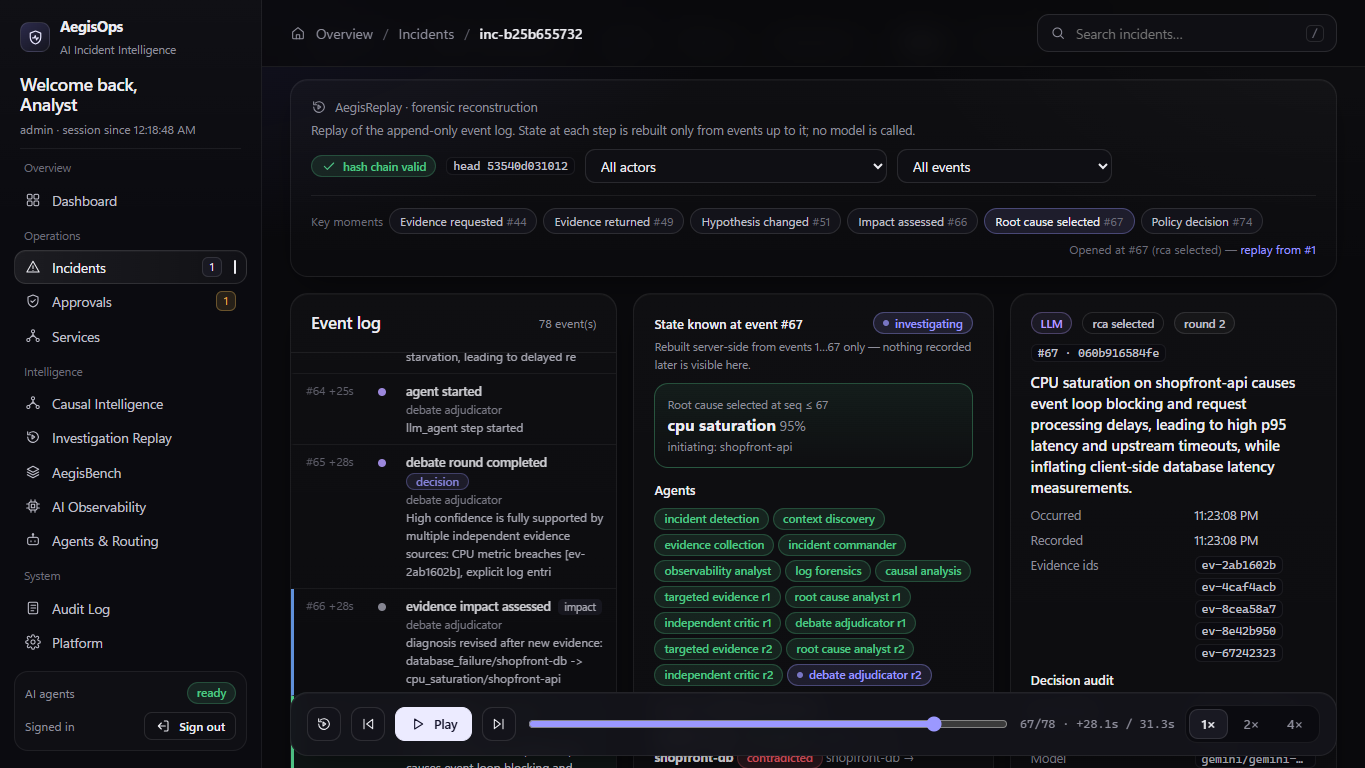 AegisOps
AI Incident Intelligence
Welcome back,
Analyst
admin · session since 12:18:48 AM
Overview
Dashboard
Operations
Incidents 1
Approvals 1
Services
Intelligence
Causal Intelligence
Investigation Replay
AegisBench
AI Observability
Agents & Routing
System
Audit Log
Platform
AI agents ready
Signed in Sign out
Overview / Incidents / inc-b25b655732
Search incidents... /
AegisReplay · forensic reconstruction
Replay of the append-only event log. State at each step is rebuilt only from events up to it; no model is called.
hash chain valid head 53540d031012 All actors All events
Key moments Evidence requested #44 Evidence returned #49 Hypothesis changed #51 Impact assessed #66 Root cause selected #67 Policy decision #74
Opened at #67 (rca selected) — replay from #1
Event log 78 event(s)
starvation, leading to delayed re
#64 +25s agent started
debate adjudicator
llm_agent step started
#65 +28s debate round completed
decision
debate adjudicator
High confidence is fully supported by
multiple independent evidence
sources: CPU metric breaches [ev-
2ab1602b], explicit log entri
#66 +28s evidence impact assessed impact
debate adjudicator
diagnosis revised after new evidence:
database_failure/shopfront-db ->
cpu_saturation/shopfront-api
causes event loop blocking and
State known at event #67 investigating
Rebuilt server-side from events 1…67 only — nothing recorded
later is visible here.
Root cause selected at seq ≤ 67
cpu saturation 95%
initiating: shopfront-api
Agents
incident detection context discovery
evidence collection incident commander
observability analyst log forensics causal analysis
targeted evidence r1 root cause analyst r1
independent critic r1 debate adjudicator r1
targeted evidence r2 root cause analyst r2
independent critic r2 debate adjudicator r2
shopfront-db contradicted shopfront-db →
LLM rca selected round 2
#67 · 060b916584fe
CPU saturation on shopfront-api causes
event loop blocking and request
processing delays, leading to high p95
latency and upstream timeouts, while
inflating client-side database latency
measurements.
Occurred 11:23:08 PM
Recorded 11:23:08 PM
Evidence ids ev-2ab1602b
ev-4caf4acb
ev-8cea58a7
ev-8e42b950
ev-67242323
Decision audit
Model gemini/gemini-…
Play 67/78 · +28.1s / 31.3s 1× 2× 4×